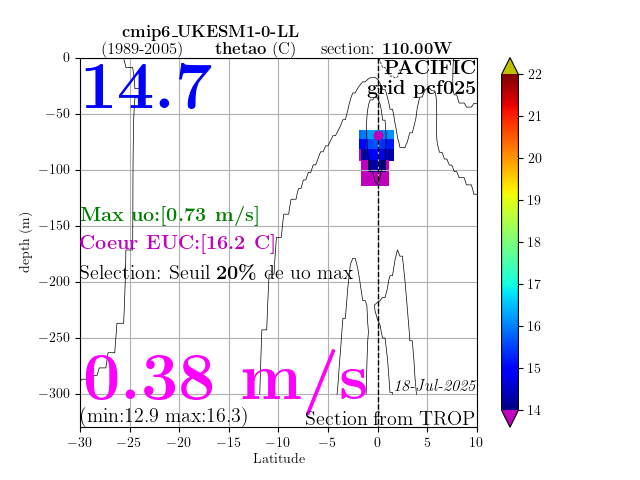 cmip6_UKESM1-0-LL
(1989-2005) thetao (C) section: 110.00W
14.7
PACIFIC
grid pcf025
Max uo:[0.73 m/s]
Coeur EUC:[16.2 C]
Selection: Seuil 20% de uo max
0.38 m/s
18-Jul-2025
(min:12.9 max:16.3)
Section from TROP
depth (m)
0
−50
−100
−150
−200
−250
−300
−30 −25 −20 −15 −10 −5 0 5 10
Latitude
22
21
20
19
18
17
16
15
14